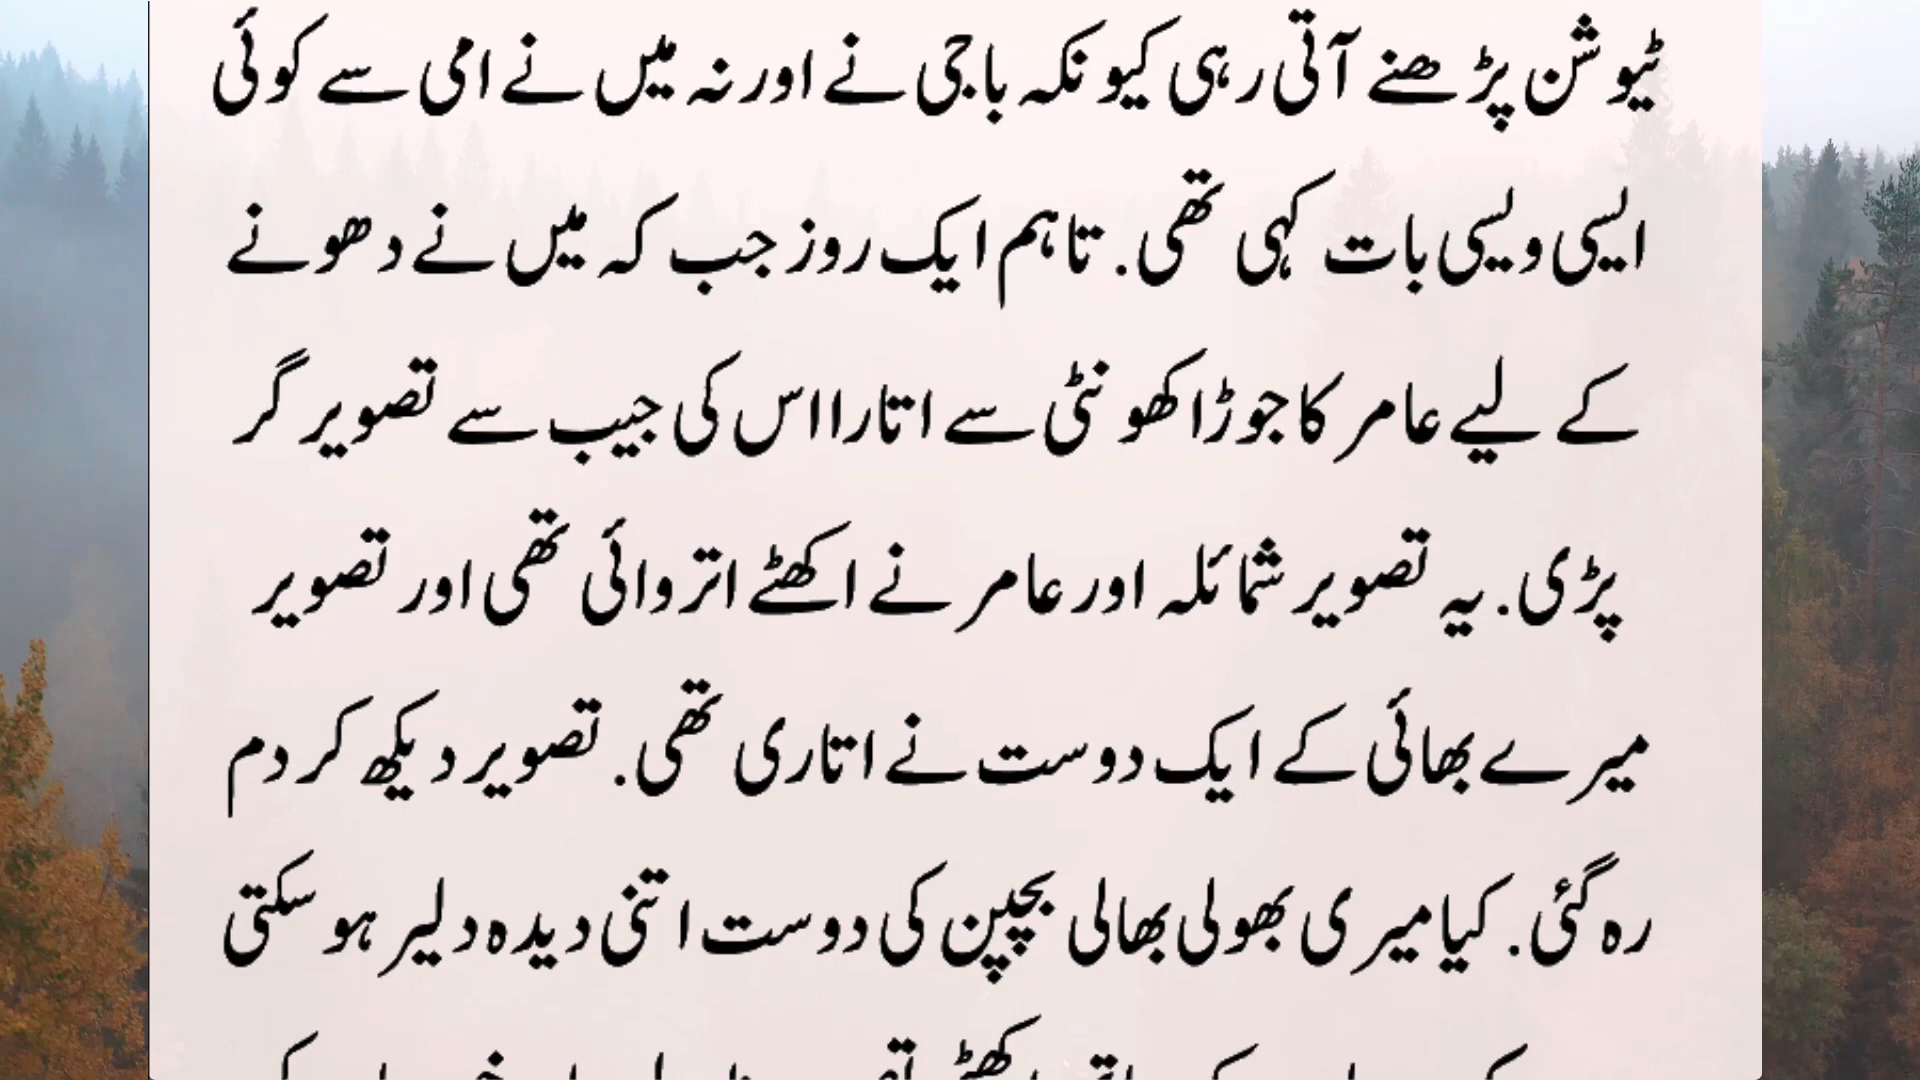 ٹیوشن پڑھنے آتی رہی کیونکہ باجی نے اور نہ میں نے امی سے کوئی
ایسی ویسی بات کہی تھی. تاہم ایک روز جب کہ میں نے دھونے
کے لیے عامر کا جوڑا کھونٹی سے اتارا اس کی جیب سے تصویر گر
پڑی. یہ تصویر شمائلہ اور عامر نے اکھٹے اتروائی تھی اور تصویر
میرے بھائی کے ایک دوست نے اتاری تھی. تصویر دیکھ کر دم
رہ گئی. کیا میری بھولی بھالی بچپن کی دوست اتنی دیدہ دلیر ہو سکتی